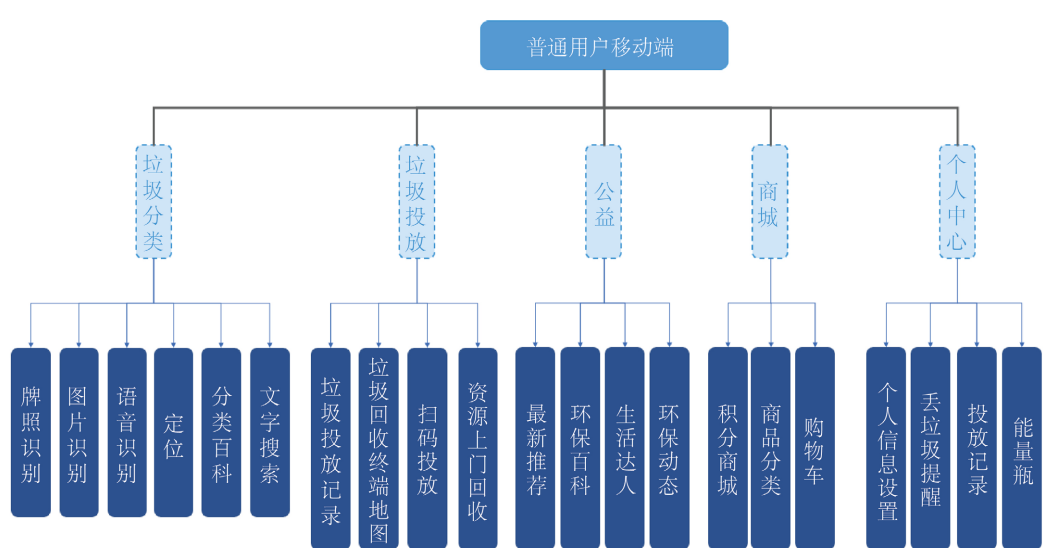 普通用户移动端
垃圾分类
垃圾投放
公益
商城
个人中心
牌照识别
图片识别
语音识别
定位
分类百科
文字搜索
垃圾投放记录
垃圾回收终端地图
扫码投放
资源上门回收
最新推荐
环保百科
生活达人
环保动态
积分商城
商品分类
购物车
个人信息设置
丢垃圾提醒
投放记录
能量瓶